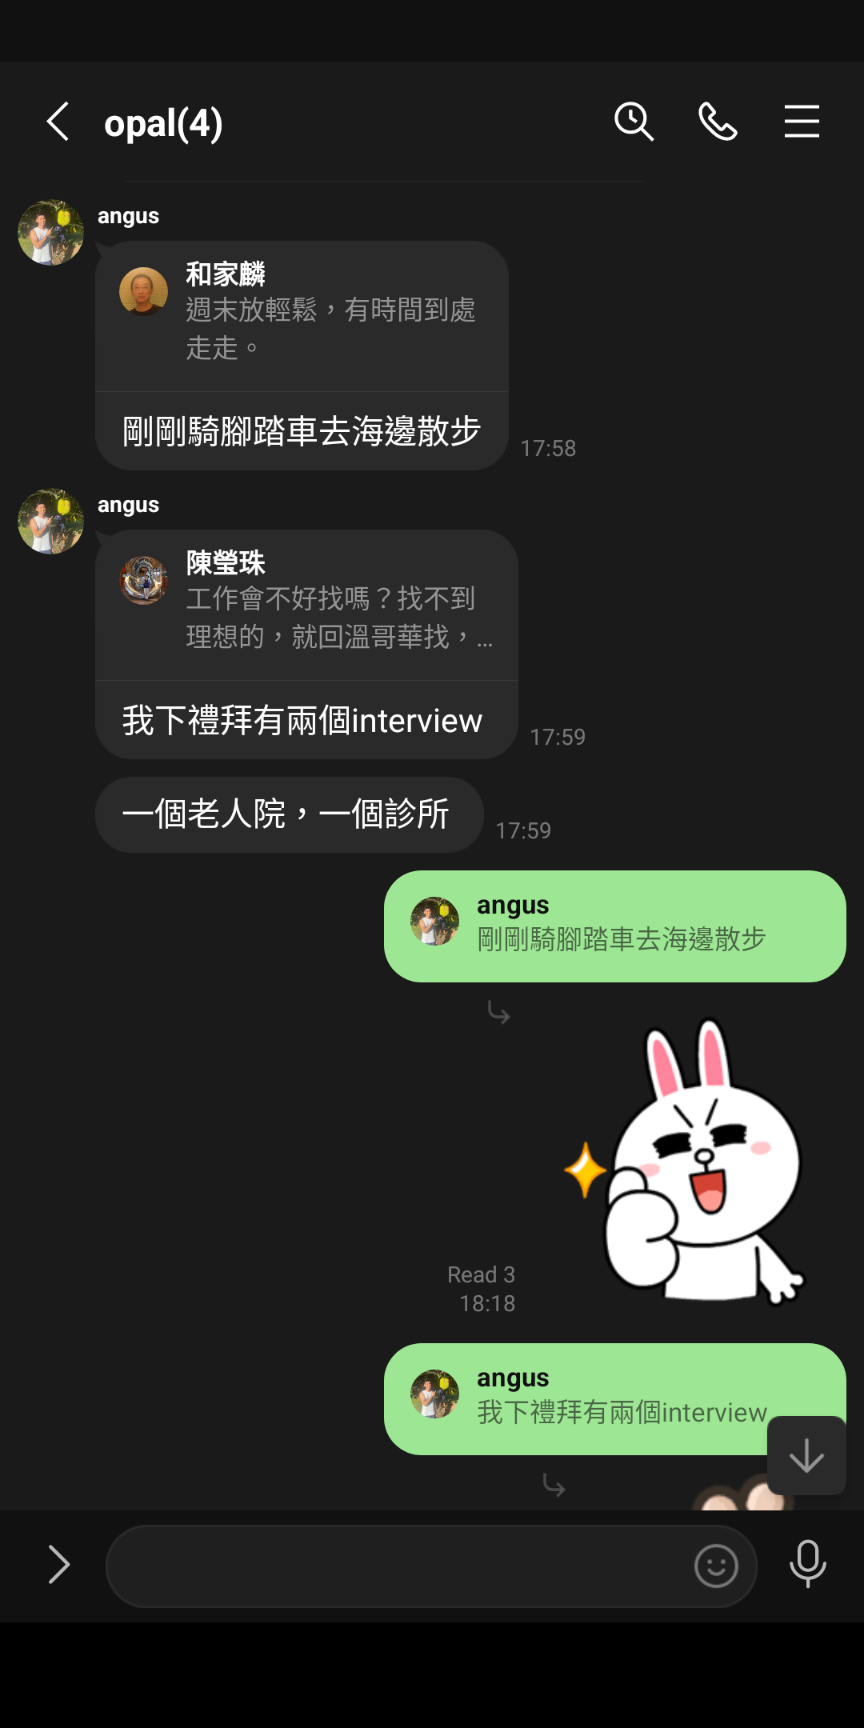 opal(4)
angus
和家麟
週末放輕鬆，有時間到處
走走。
剛剛騎腳踏車去海邊散步
17:58
angus
陳瑩珠
工作會不好找嗎？找不到
理想的，就回溫哥華找，...
我下禮拜有兩個interview
17:59
一個老人院，一個診所
17:59
angus
剛剛騎腳踏車去海邊散步
Read 3
18:18
angus
我下禮拜有兩個interview